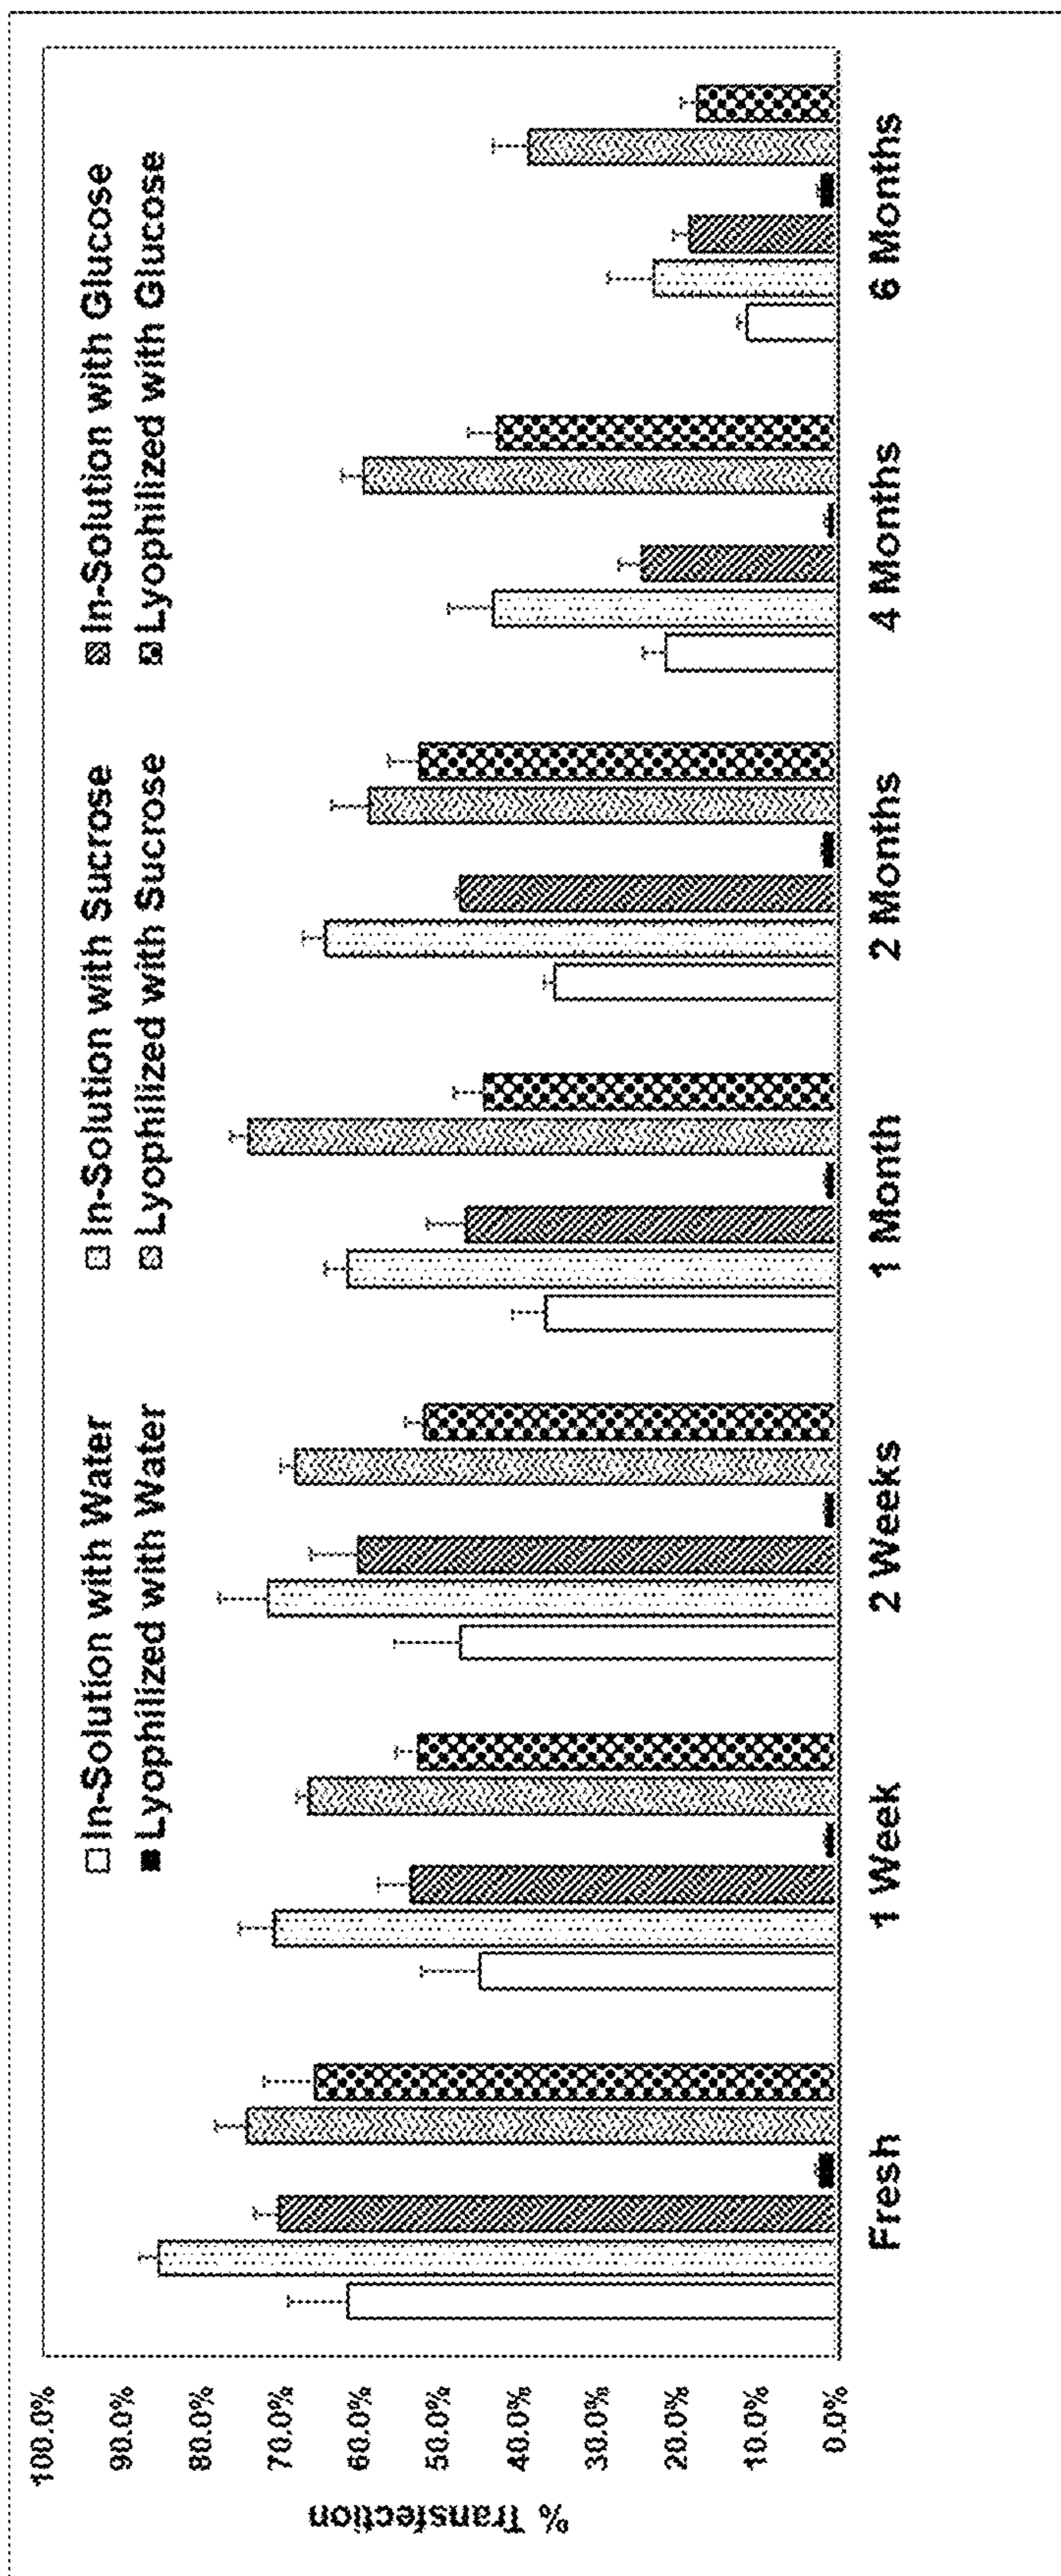 In-Solution with Water In-Solution with Sucrose In-Solution with Glucose
Lyophilized with Water Lyophilized with Sucrose Lyophilized with Glucose
100.0%
90.0%
80.0%
70.0%
60.0%
50.0%
40.0%
30.0%
20.0%
10.0%
0.0%
% Transfection
Fresh 1 Week 2 Weeks 1 Month 2 Months 4 Months 6 Months